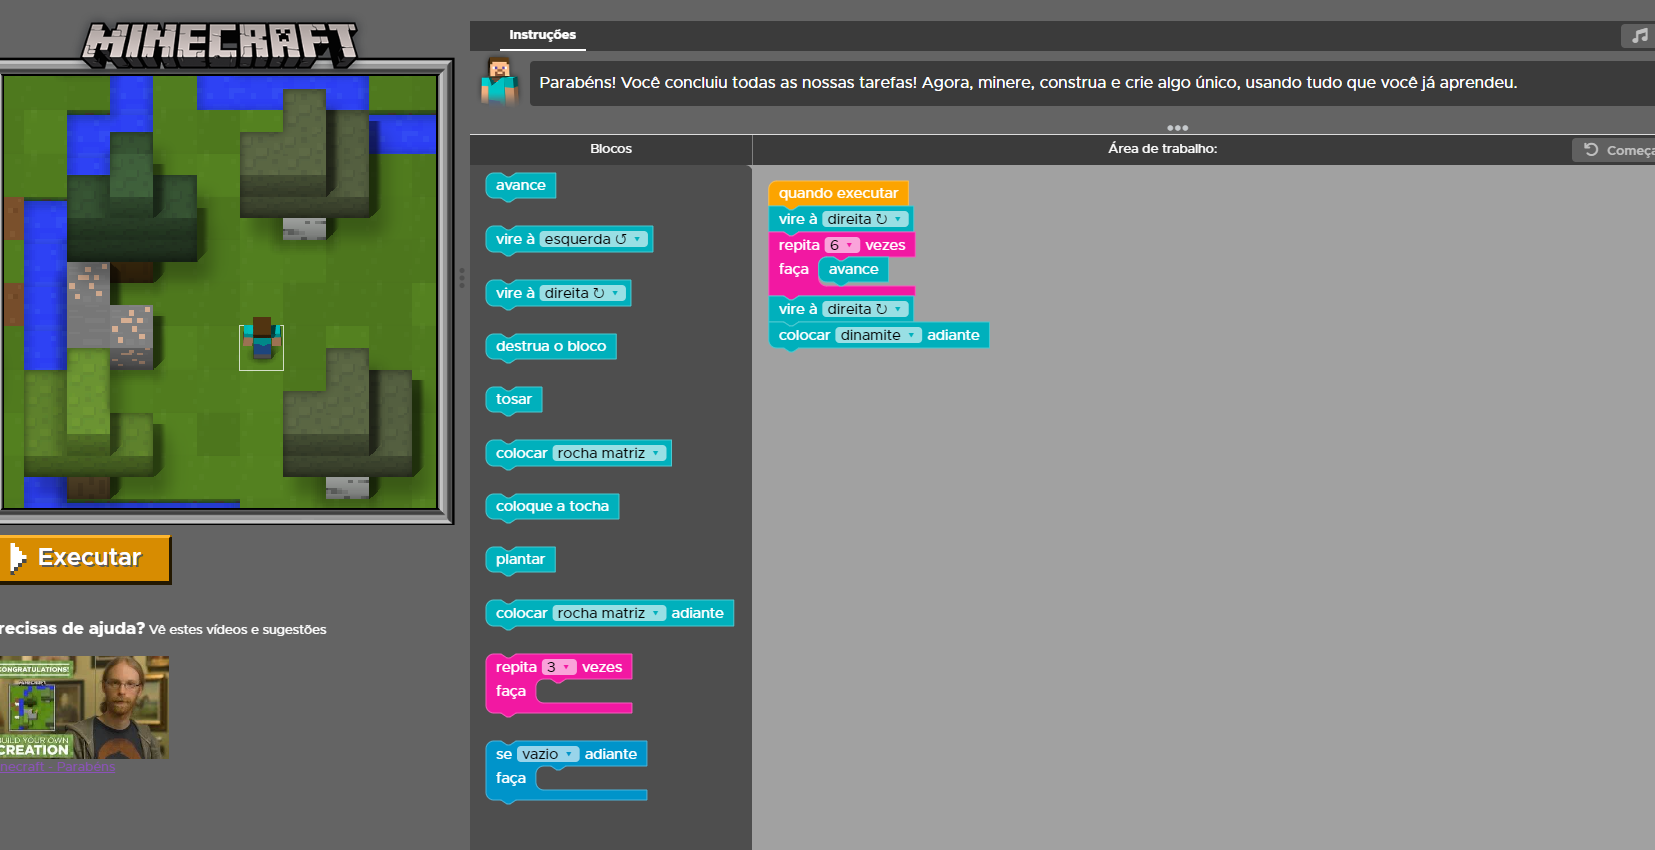 MINECRAFT
Instruções
Parabéns! Você concluiu todas as nossas tarefas! Agora, minere, construa e crie algo único, usando tudo que você já aprendeu.
Blocos
Área de trabalho:
Começa
avance
vire à esquerda ↺
vire à direita ↻
destrua o bloco
tosar
colocar rocha matriz
coloque a tocha
plantar
colocar rocha matriz adiante
repita 3 vezes
faça
se vazio adiante
faça
quando executar
vire à direita ↻
repita 6 vezes
faça avance
vire à direita ↻
colocar dinamite adiante
Executar
recisas de ajuda? Vê estes vídeos e sugestões
CONGRATULATIONS!
BUILD YOUR OWN
CREATION
necraft - Parabéns